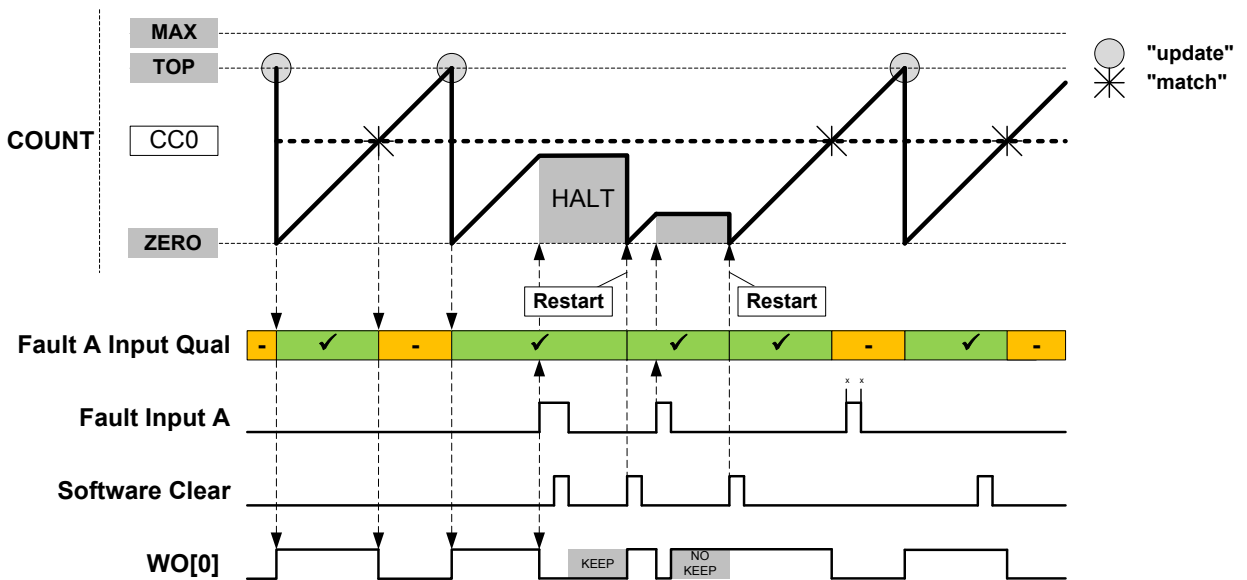 MAX
TOP
"update"
"match"
COUNT
CC0
HALT
ZERO
Restart
Restart
Fault A Input Qual
- ✓ - ✓ ✓ ✓ - ✓ -
x x
Fault Input A
Software Clear
WO[0]
KEEP
NO
KEEP